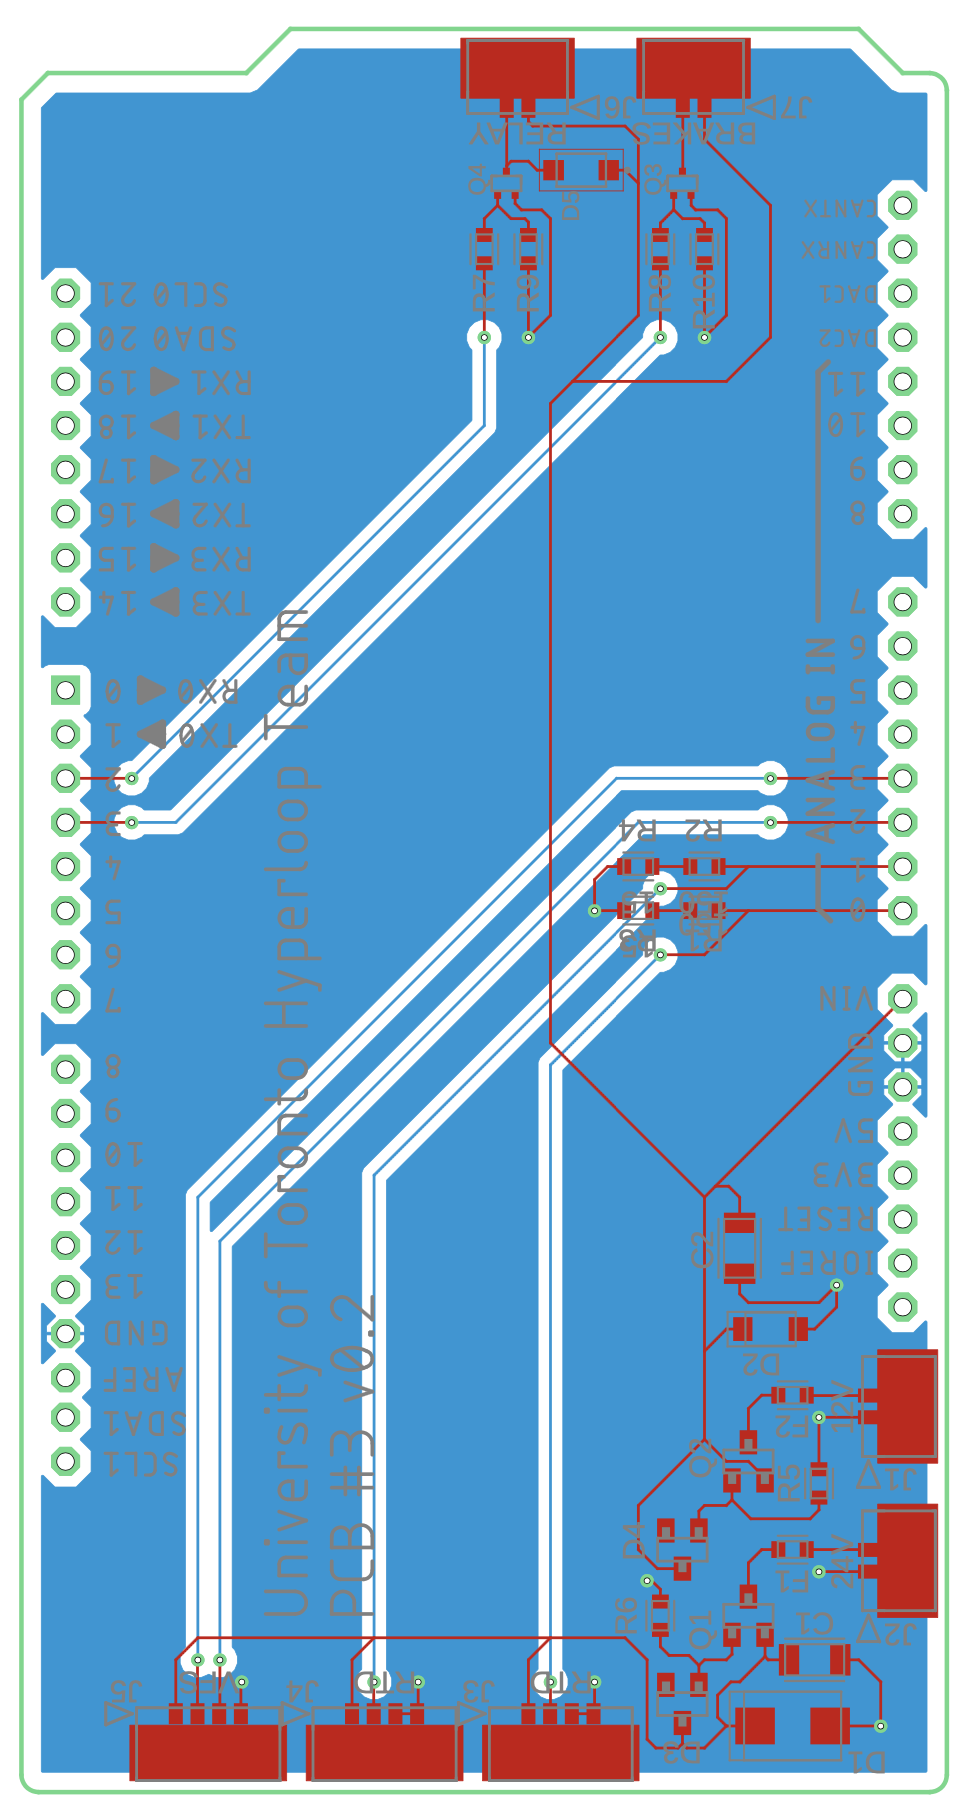 J6
J7
RELAY
BRAKES
Q4
D5
Q3
CANTX
CANRX
DAC1
DAC2
R7
R9
R8
R10
SCL0 21
SDA0 20
RX1 19
TX1 18
RX2 17
TX2 16
RX3 15
TX3 14
11
10
9
8
RX0 0
TX0 1
2
3
4
5
6
7
7
6
5
4
3
2
1
0
ANALOG IN
R4
R2
R3
R1
8
9
10
11
12
13
GND
AREF
SDA1
SCL1
VIN
GND
5V
3V3
RESET
IOREF
University of Toronto Hyperloop Team
PCB #3 v0.2
C2
D2
F2
12V
J1
Q2
R5
D4
F1
24V
J2
R6
Q1
C1
D3
D1
J5
VFS
J4
RTD
J3
RTD